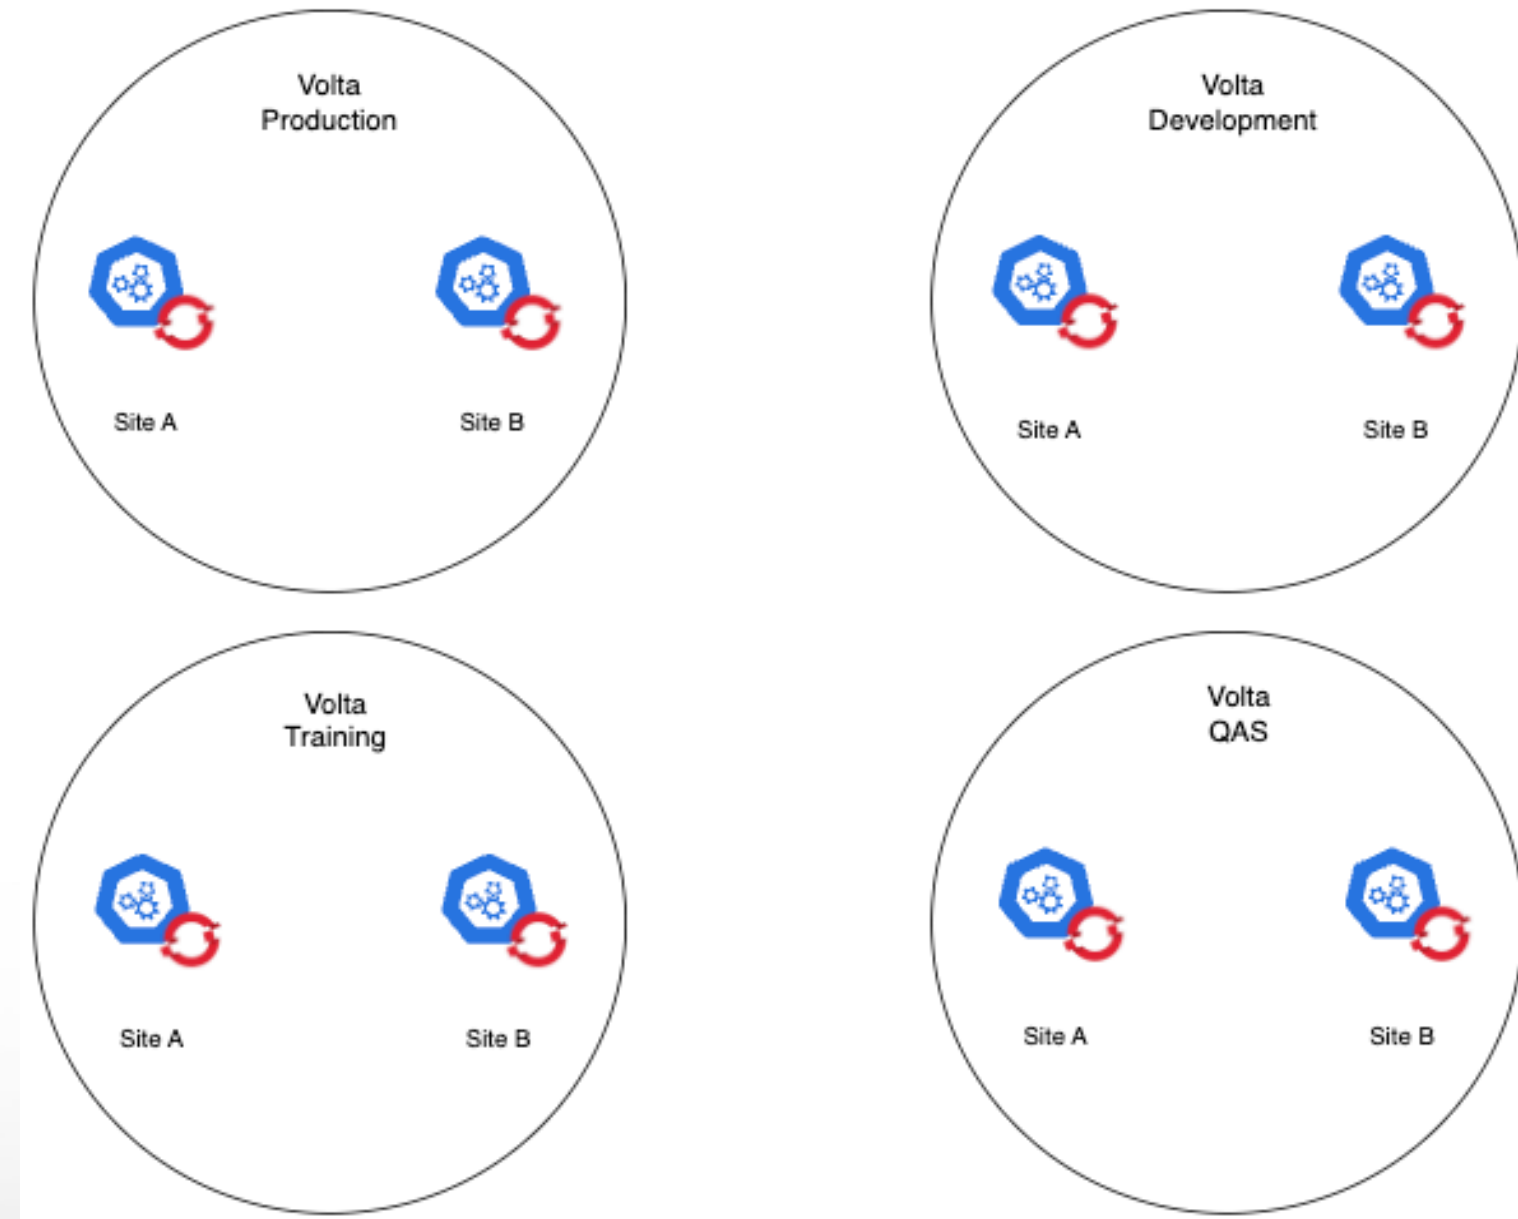 Volta
Production
Site A
Site B
Volta
Development
Site A
Site B
Volta
Training
Site A
Site B
Volta
QAS
Site A
Site B